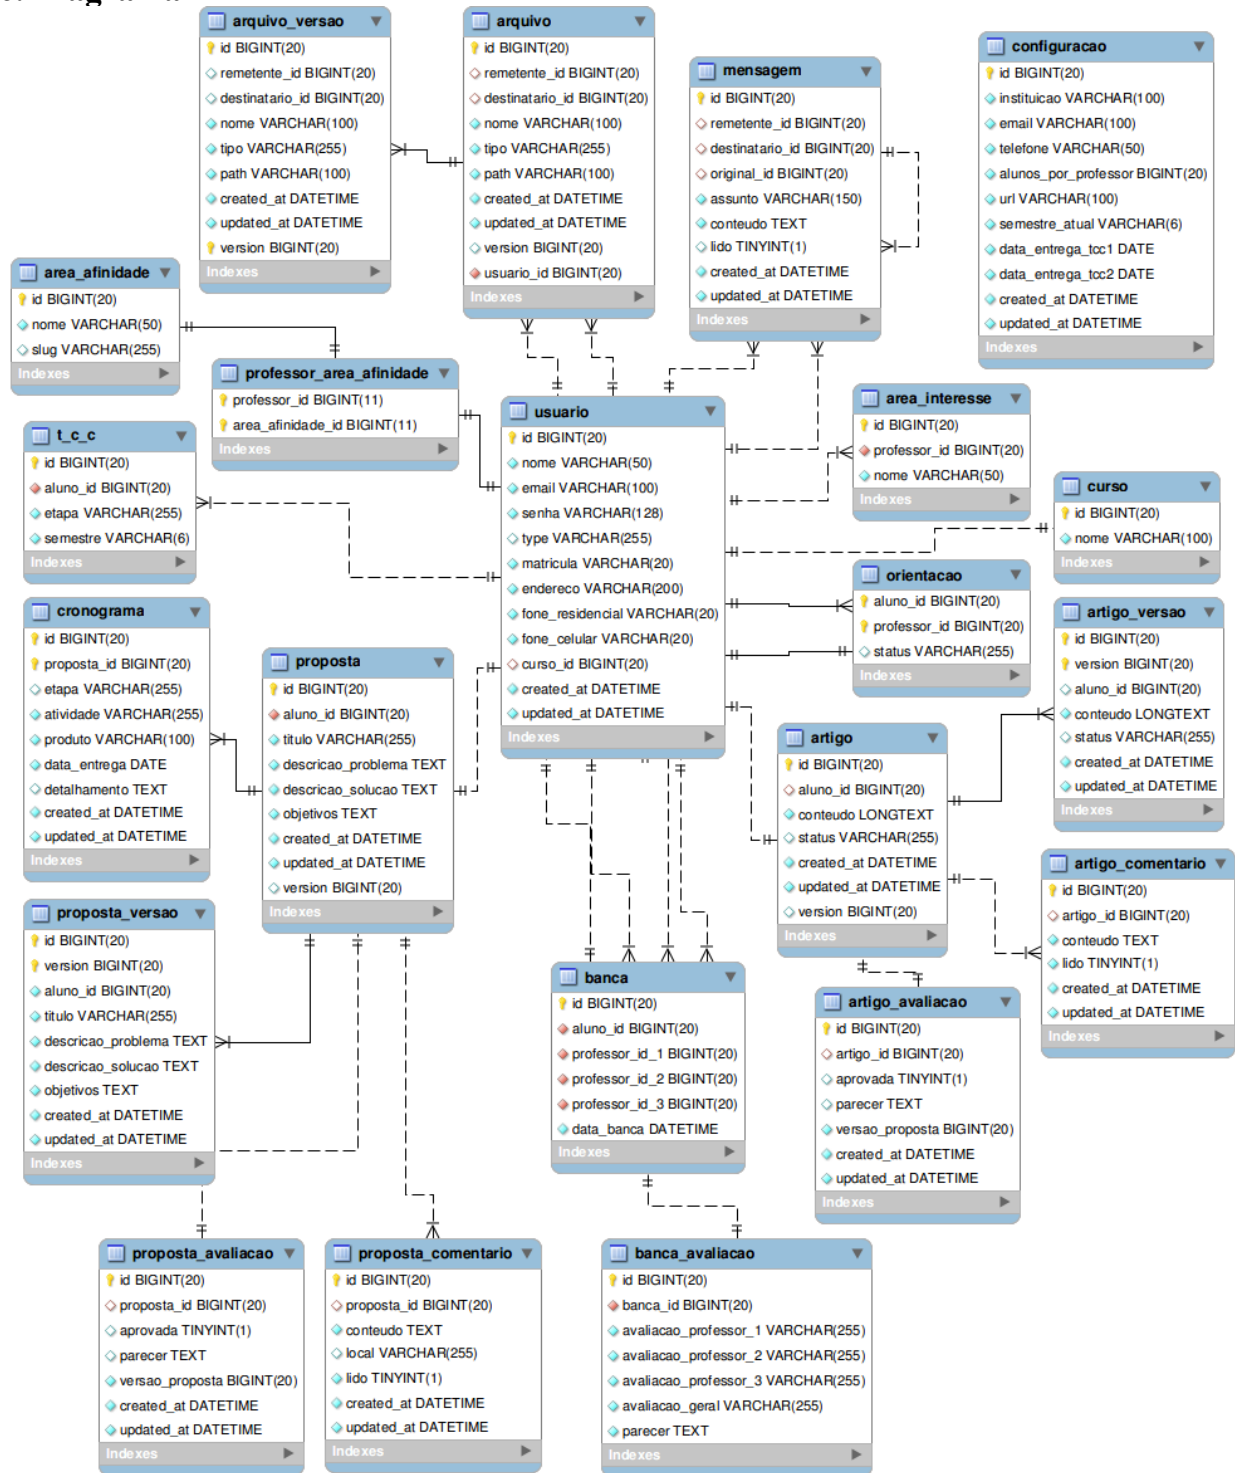 arquivo_versao
id BIGINT(20)
remetente_id BIGINT(20)
destinatario_id BIGINT(20)
nome VARCHAR(100)
tipo VARCHAR(255)
path VARCHAR(100)
created_at DATETIME
updated_at DATETIME
version BIGINT(20)
Indexes
arquivo
id BIGINT(20)
remetente_id BIGINT(20)
destinatario_id BIGINT(20)
nome VARCHAR(100)
tipo VARCHAR(255)
path VARCHAR(100)
created_at DATETIME
updated_at DATETIME
version BIGINT(20)
usuario_id BIGINT(20)
Indexes
mensagem
id BIGINT(20)
remetente_id BIGINT(20)
destinatario_id BIGINT(20)
original_id BIGINT(20)
assunto VARCHAR(150)
conteudo TEXT
lido TINYINT(1)
created_at DATETIME
updated_at DATETIME
Indexes
configuracao
id BIGINT(20)
instituicao VARCHAR(100)
email VARCHAR(100)
telefone VARCHAR(50)
alunos_por_professor BIGINT(20)
url VARCHAR(100)
semestre_atual VARCHAR(6)
data_entrega_tcc1 DATE
data_entrega_tcc2 DATE
created_at DATETIME
updated_at DATETIME
Indexes
area_afinidade
id BIGINT(20)
nome VARCHAR(50)
slug VARCHAR(255)
Indexes
professor_area_afinidade
professor_id BIGINT(11)
area_afinidade_id BIGINT(11)
Indexes
usuario
id BIGINT(20)
nome VARCHAR(50)
email VARCHAR(100)
senha VARCHAR(128)
type VARCHAR(255)
matricula VARCHAR(20)
endereco VARCHAR(200)
fone_residencial VARCHAR(20)
fone_celular VARCHAR(20)
curso_id BIGINT(20)
created_at DATETIME
updated_at DATETIME
Indexes
area_interesse
id BIGINT(20)
professor_id BIGINT(20)
nome VARCHAR(50)
Indexes
t_c_c
id BIGINT(20)
aluno_id BIGINT(20)
etapa VARCHAR(255)
semestre VARCHAR(6)
Indexes
curso
id BIGINT(20)
nome VARCHAR(100)
Indexes
orientacao
aluno_id BIGINT(20)
professor_id BIGINT(20)
status VARCHAR(255)
Indexes
cronograma
id BIGINT(20)
proposta_id BIGINT(20)
etapa VARCHAR(255)
atividade VARCHAR(255)
produto VARCHAR(100)
data_entrega DATE
detalhamento TEXT
created_at DATETIME
updated_at DATETIME
Indexes
proposta
id BIGINT(20)
aluno_id BIGINT(20)
titulo VARCHAR(255)
descricao_problema TEXT
descricao_solucao TEXT
objetivos TEXT
created_at DATETIME
updated_at DATETIME
version BIGINT(20)
Indexes
artigo_versao
id BIGINT(20)
version BIGINT(20)
aluno_id BIGINT(20)
conteudo LONGTEXT
status VARCHAR(255)
created_at DATETIME
updated_at DATETIME
Indexes
artigo
id BIGINT(20)
aluno_id BIGINT(20)
conteudo LONGTEXT
status VARCHAR(255)
created_at DATETIME
updated_at DATETIME
version BIGINT(20)
Indexes
artigo_comentario
id BIGINT(20)
artigo_id BIGINT(20)
conteudo TEXT
lido TINYINT(1)
created_at DATETIME
updated_at DATETIME
Indexes
proposta_versao
id BIGINT(20)
version BIGINT(20)
aluno_id BIGINT(20)
titulo VARCHAR(255)
descricao_problema TEXT
descricao_solucao TEXT
objetivos TEXT
created_at DATETIME
updated_at DATETIME
Indexes
banca
id BIGINT(20)
aluno_id BIGINT(20)
professor_id_1 BIGINT(20)
professor_id_2 BIGINT(20)
professor_id_3 BIGINT(20)
data_banca DATETIME
Indexes
artigo_avaliacao
id BIGINT(20)
artigo_id BIGINT(20)
aprovada TINYINT(1)
parecer TEXT
versao_proposta BIGINT(20)
created_at DATETIME
updated_at DATETIME
Indexes
proposta_avaliacao
id BIGINT(20)
proposta_id BIGINT(20)
aprovada TINYINT(1)
parecer TEXT
versao_proposta BIGINT(20)
created_at DATETIME
updated_at DATETIME
Indexes
proposta_comentario
id BIGINT(20)
proposta_id BIGINT(20)
conteudo TEXT
local VARCHAR(255)
lido TINYINT(1)
created_at DATETIME
updated_at DATETIME
Indexes
banca_avaliacao
id BIGINT(20)
banca_id BIGINT(20)
avaliacao_professor_1 VARCHAR(255)
avaliacao_professor_2 VARCHAR(255)
avaliacao_professor_3 VARCHAR(255)
avaliacao_geral VARCHAR(255)
parecer TEXT
Indexes